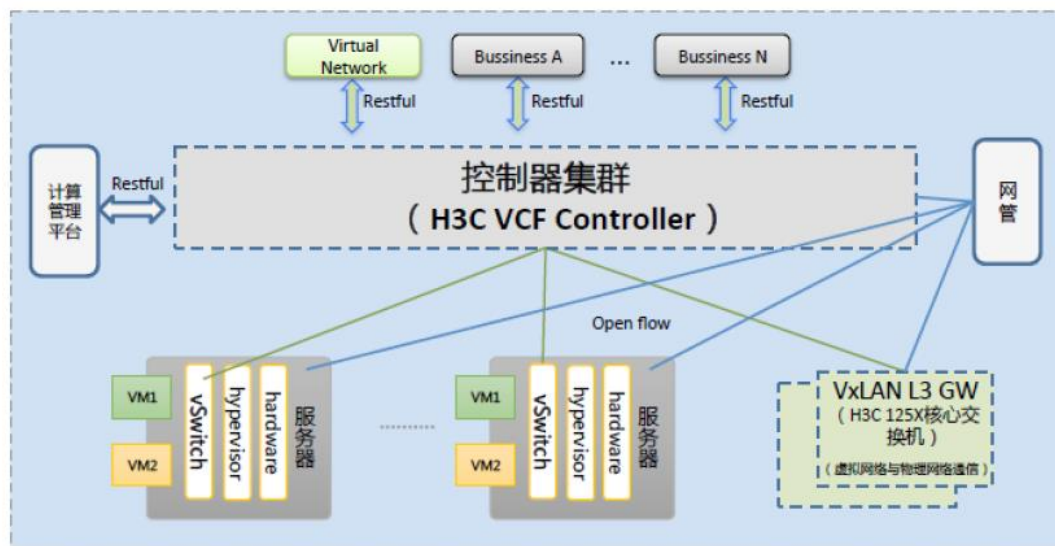 Virtual
Network
Bussiness A
...
Bussiness N
Restful
Restful
Restful
计算
管理
平台
Restful
控制器集群
（H3C VCF Controller）
网
管
Open flow
VM1
VM2
vSwitch
hypervisor
hardware
服务器
..........
VM1
VM2
vSwitch
hypervisor
hardware
服务器
VxLAN L3 GW
（H3C 125X核心交
换机）
（虚拟网络与物理网络通信）